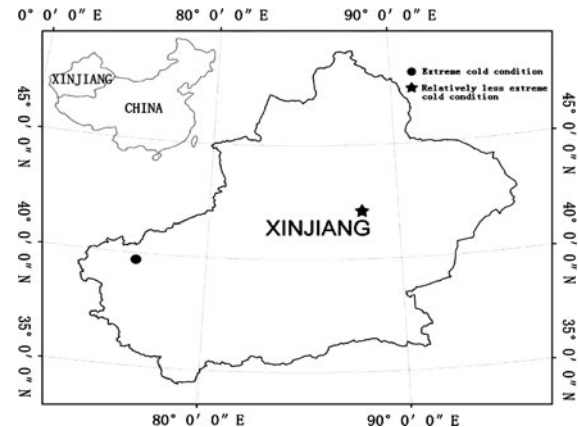 0° 0′ 0″ E
80° 0′ 0″ E
90° 0′ 0″ E
XINJIANG
CHINA
Extreme cold condition
Relatively less extreme
cold condition
45° 0′ 0″ N
40° 0′ 0″ N
35° 0′ 0″ N
45° 0′ 0″ N
40° 0′ 0″ N
35° 0′ 0″ N
XINJIANG
80° 0′ 0″ E
90° 0′ 0″ E